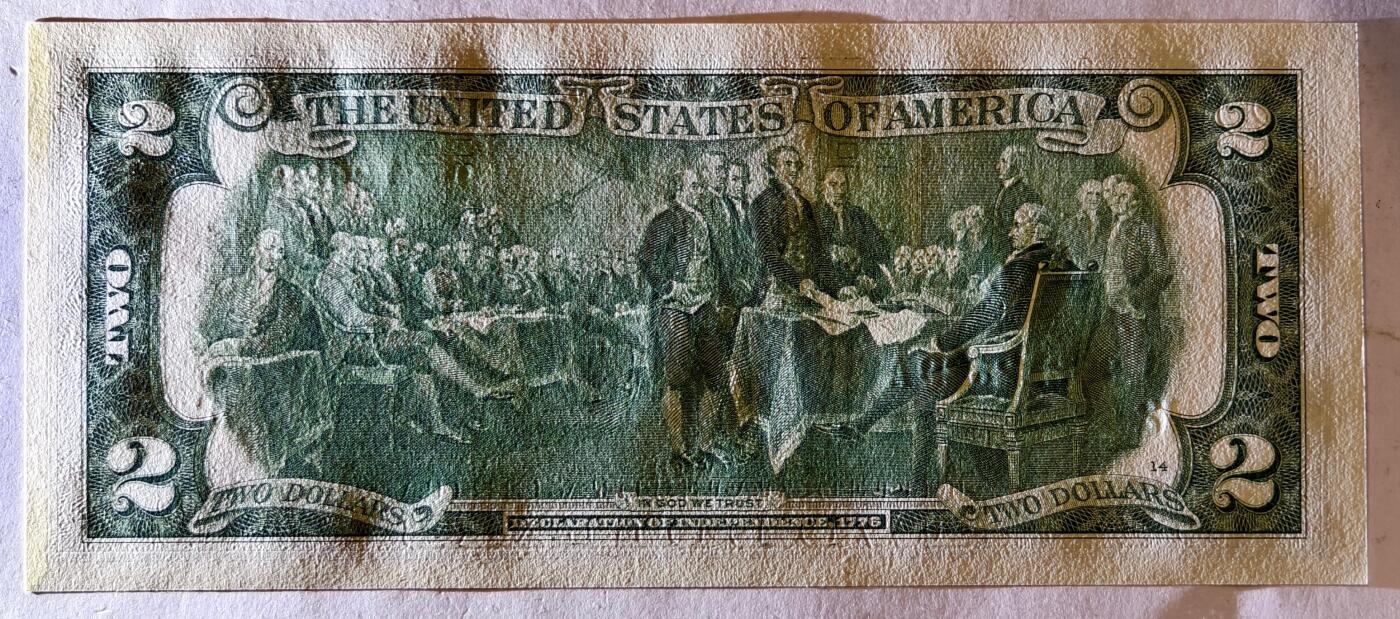 THE UNITED STATES OF AMERICA
2 2
TWO TWO
2 2
14
TWO DOLLARS TWO DOLLARS
IN GOD WE TRUST
DECLARATION OF INDEPENDENCE, 1776